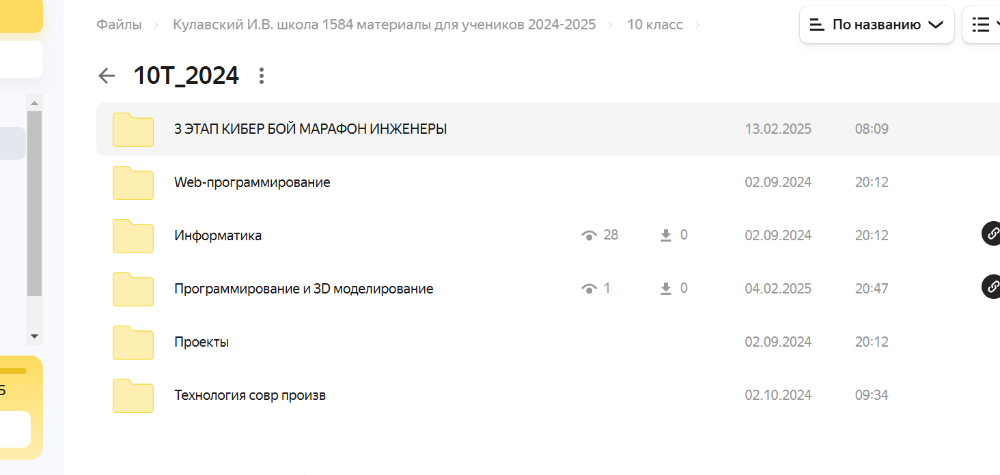 Файлы > Кулавский И.В. школа 1584 материалы для учеников 2024-2025 > 10 класс >
По названию
10Т_2024
3 ЭТАП КИБЕР БОЙ МАРАФОН ИНЖЕНЕРЫ 13.02.2025 08:09
Web-программирование 02.09.2024 20:12
Информатика 28 0 02.09.2024 20:12
Программирование и 3D моделирование 1 0 04.02.2025 20:47
Проекты 02.09.2024 20:12
Технология совр произв 02.10.2024 09:34